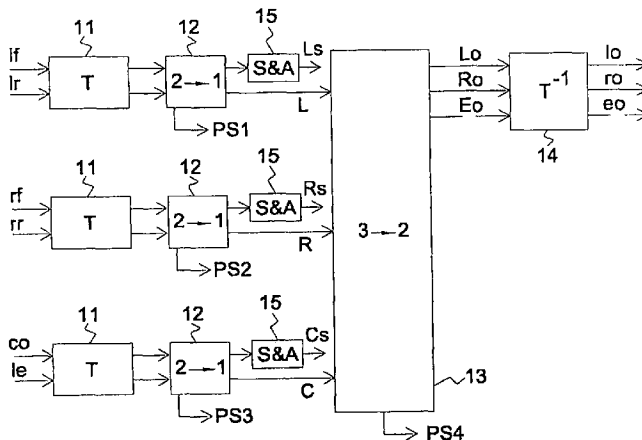 11 12 15
lf lr T 2→1 S&A Ls L PS1
Lo Ro Eo T⁻¹ lo ro eo 14
11 12 15
rf rr T 2→1 S&A Rs R PS2
3→2
11 12 15
co le T 2→1 S&A Cs C PS3
13
PS4